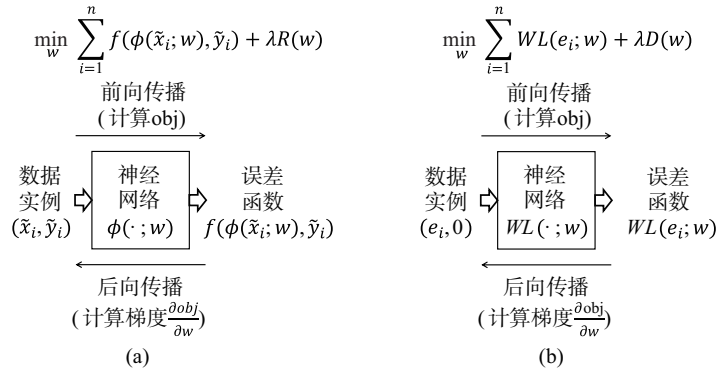 min_w ∑_{i=1}^{n} f(ϕ(x̃_i; w), ỹ_i) + λR(w)
前向传播
(计算obj)
数据
实例
(x̃_i, ỹ_i)
神经
网络
ϕ(· ; w)
误差
函数
f(ϕ(x̃_i; w), ỹ_i)
后向传播
(计算梯度∂obj/∂w)
(a)
min_w ∑_{i=1}^{n} WL(e_i; w) + λD(w)
前向传播
(计算obj)
数据
实例
(e_i, 0)
神经
网络
WL(· ; w)
误差
函数
WL(e_i; w)
后向传播
(计算梯度∂obj/∂w)
(b)